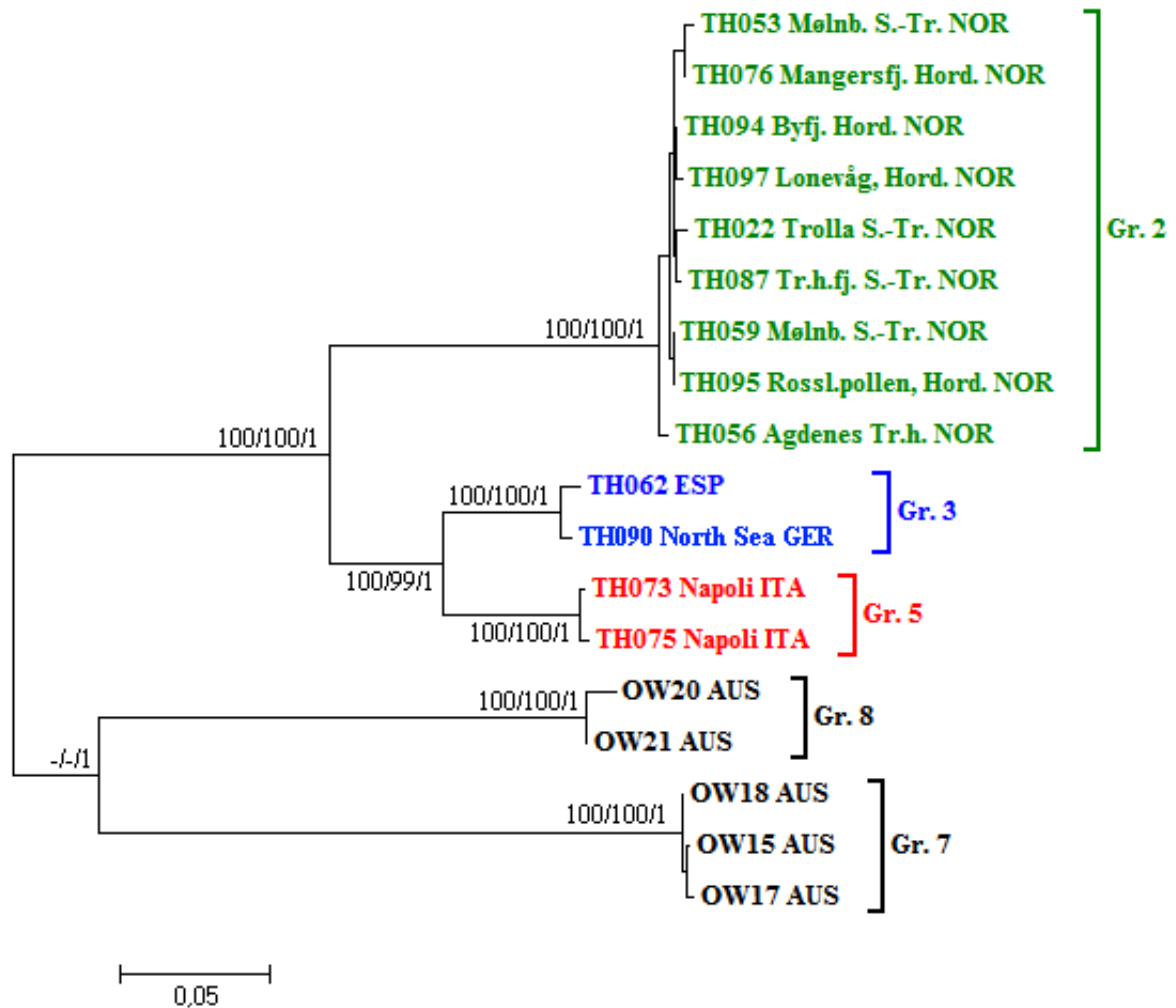 TH053 Mølnb. S.-Tr. NOR
TH076 Mangersfj. Hord. NOR
TH094 Byfj. Hord. NOR
TH097 Lonevåg, Hord. NOR
TH022 Trolla S.-Tr. NOR
Gr. 2
TH087 Tr.h.fj. S.-Tr. NOR
100/100/1
TH059 Mølnb. S.-Tr. NOR
TH095 Rossl.pollen, Hord. NOR
100/100/1
TH056 Agdenes Tr.h. NOR
100/100/1
TH062 ESP
Gr. 3
TH090 North Sea GER
100/99/1
TH073 Napoli ITA
Gr. 5
100/100/1
TH075 Napoli ITA
100/100/1
OW20 AUS
Gr. 8
OW21 AUS
-/-/1
OW18 AUS
100/100/1
OW15 AUS
Gr. 7
OW17 AUS
0,05